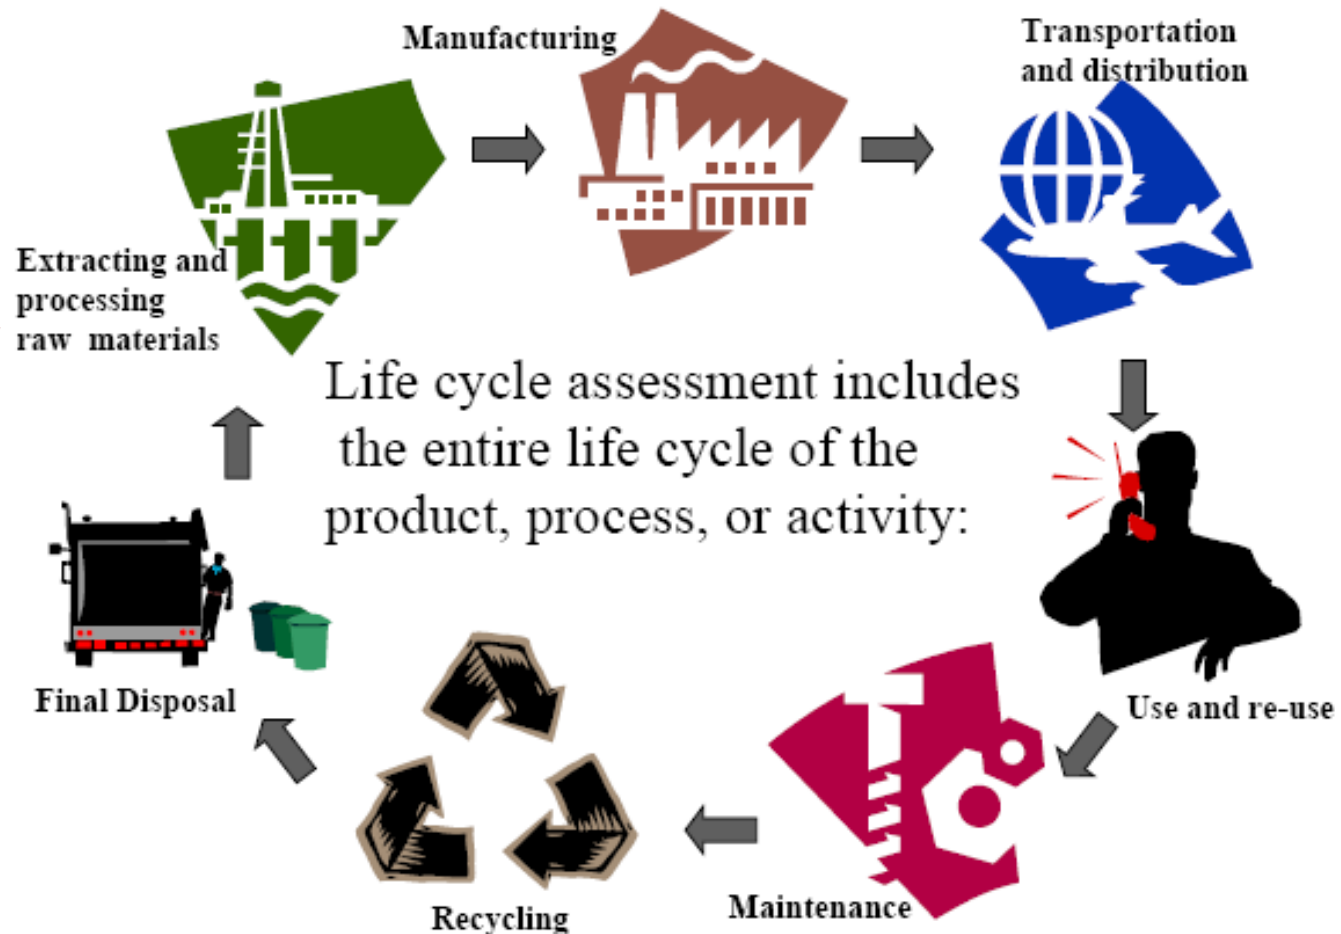 Manufacturing
Transportation
and distribution
Extracting and
processing
raw materials
Life cycle assessment includes
the entire life cycle of the
product, process, or activity:
Final Disposal
Use and re-use
Recycling
Maintenance